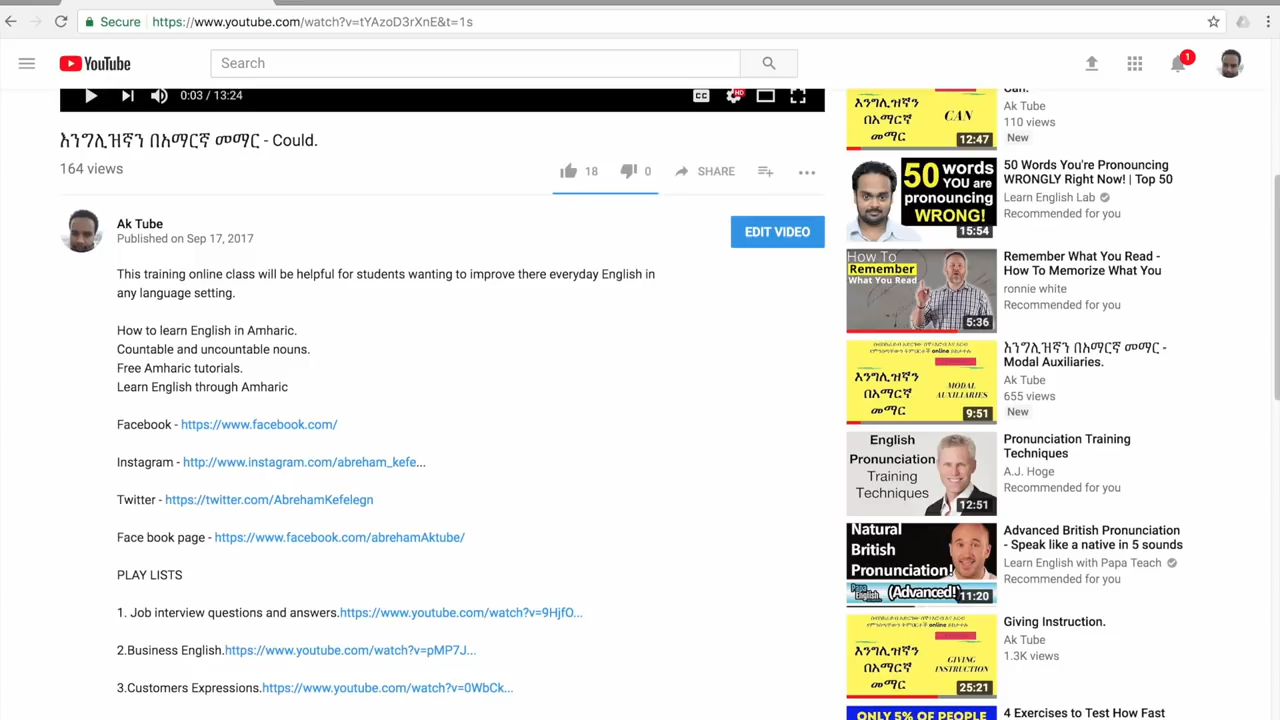 Secure https://www.youtube.com/watch?v=tYAzoD3rXnE&t=1s
YouTube
Search
1
0:03 / 13:24
CC
HD
እንግሊዝኛን በአማርኛ መማር - Could.
164 views
18
0
SHARE
Ak Tube
Published on Sep 17, 2017
EDIT VIDEO
This training online class will be helpful for students wanting to improve there everyday English in
any language setting.
How to learn English in Amharic.
Countable and uncountable nouns.
Free Amharic tutorials.
Learn English through Amharic
Facebook - https://www.facebook.com/
Instagram - http://www.instagram.com/abreham_kefe...
Twitter - https://twitter.com/AbrehamKefelegn
Face book page - https://www.facebook.com/abrehamAktube/
PLAY LISTS
1. Job interview questions and answers.https://www.youtube.com/watch?v=9HjfO...
2.Business English.https://www.youtube.com/watch?v=pMP7J...
3.Customers Expressions.https://www.youtube.com/watch?v=0WbCk...
እንግሊዝኛን
በአማርኛ
መማር
CAN
12:47
Can.
Ak Tube
110 views
New
50 words
YOU are
pronouncing
WRONG!
15:54
50 Words You're Pronouncing
WRONGLY Right Now! | Top 50
Learn English Lab
Recommended for you
How To
Remember
What You Read
5:36
Remember What You Read -
How To Memorize What You
ronnie white
Recommended for you
እንግሊዝኛን
በአማርኛ
መማር
MODAL
AUXILIARIES
9:51
እንግሊዝኛን በአማርኛ መማር -
Modal Auxiliaries.
Ak Tube
655 views
New
English
Pronunciation
Training
Techniques
12:51
Pronunciation Training
Techniques
A.J. Hoge
Recommended for you
Natural
British
Pronunciation!
Papa English
(Advanced!)
11:20
Advanced British Pronunciation
- Speak like a native in 5 sounds
Learn English with Papa Teach
Recommended for you
እንግሊዝኛን
በአማርኛ
መማር
GIVING
INSTRUCTION
25:21
Giving Instruction.
Ak Tube
1.3K views
ONLY 5% OF PEOPLE
4 Exercises to Test How Fast